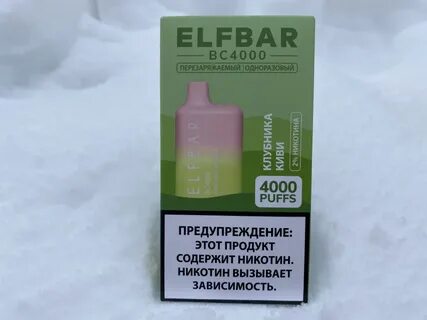 ELFBAR
BC4000
ПЕРЕЗАРЯЖАЕМЫЙ ОДНОРАЗОВЫЙ
ELFBAR
КЛУБНИКА
КИВИ
2% НИКОТИНА
4000
PUFFS
ПРЕДУПРЕЖДЕНИЕ:
ЭТОТ ПРОДУКТ
СОДЕРЖИТ НИКОТИН.
НИКОТИН ВЫЗЫВАЕТ
ЗАВИСИМОСТЬ.